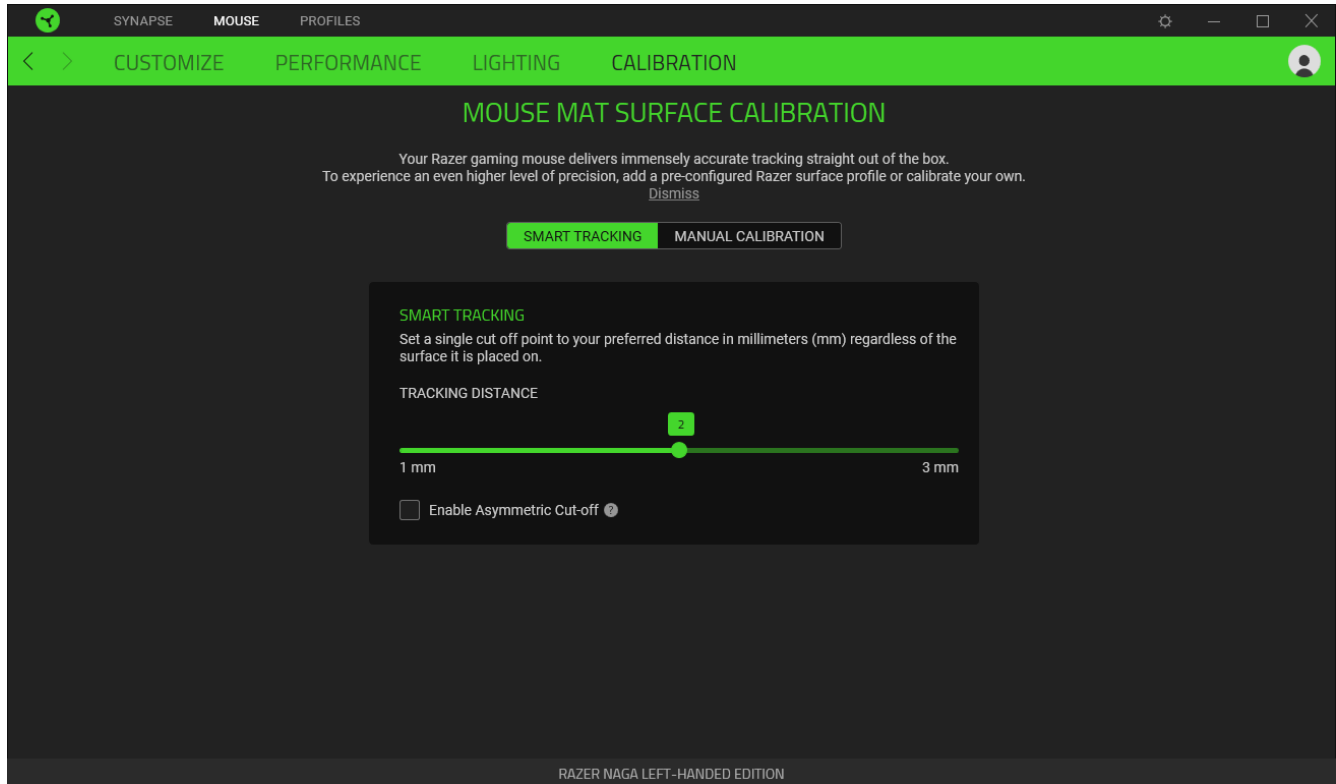 SYNAPSE MOUSE PROFILES
CUSTOMIZE PERFORMANCE LIGHTING CALIBRATION
MOUSE MAT SURFACE CALIBRATION
Your Razer gaming mouse delivers immensely accurate tracking straight out of the box.
To experience an even higher level of precision, add a pre-configured Razer surface profile or calibrate your own.
Dismiss
SMART TRACKING MANUAL CALIBRATION
SMART TRACKING
Set a single cut off point to your preferred distance in millimeters (mm) regardless of the
surface it is placed on.
TRACKING DISTANCE
2
1 mm 3 mm
Enable Asymmetric Cut-off ?
RAZER NAGA LEFT-HANDED EDITION